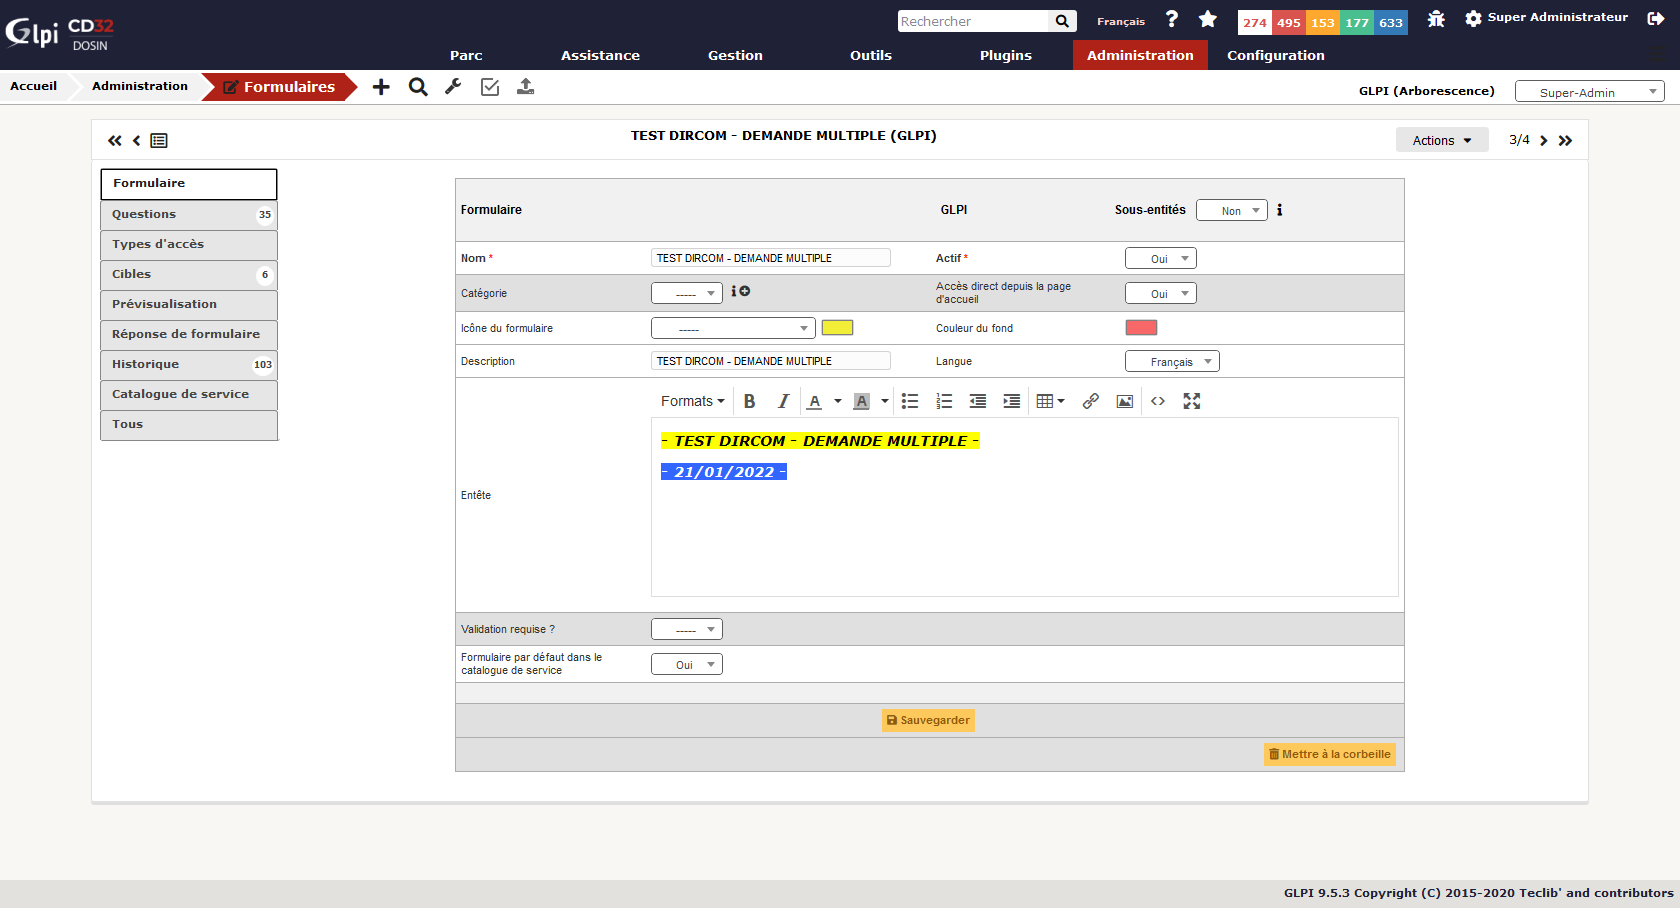 Glpi CD32 DOSIN
Rechercher
Français
274 495 153 177 633
Super Administrateur
Parc Assistance Gestion Outils Plugins Administration Configuration
Accueil Administration Formulaires
GLPI (Arborescence) Super-Admin
TEST DIRCOM - DEMANDE MULTIPLE (GLPI)
Actions 3/4
Formulaire
Questions 35
Types d'accès
Cibles 6
Prévisualisation
Réponse de formulaire
Historique 103
Catalogue de service
Tous
Formulaire GLPI Sous-entités Non
Nom * TEST DIRCOM - DEMANDE MULTIPLE Actif * Oui
Catégorie ----- Accès direct depuis la page
d'accueil Oui
Icône du formulaire ----- Couleur du fond
Description TEST DIRCOM - DEMANDE MULTIPLE Langue Français
Formats B I A A
- TEST DIRCOM - DEMANDE MULTIPLE -
- 21/01/2022 -
Entête
Validation requise ? -----
Formulaire par défaut dans le
catalogue de service Oui
Sauvegarder
Mettre à la corbeille
GLPI 9.5.3 Copyright (C) 2015-2020 Teclib' and contributors